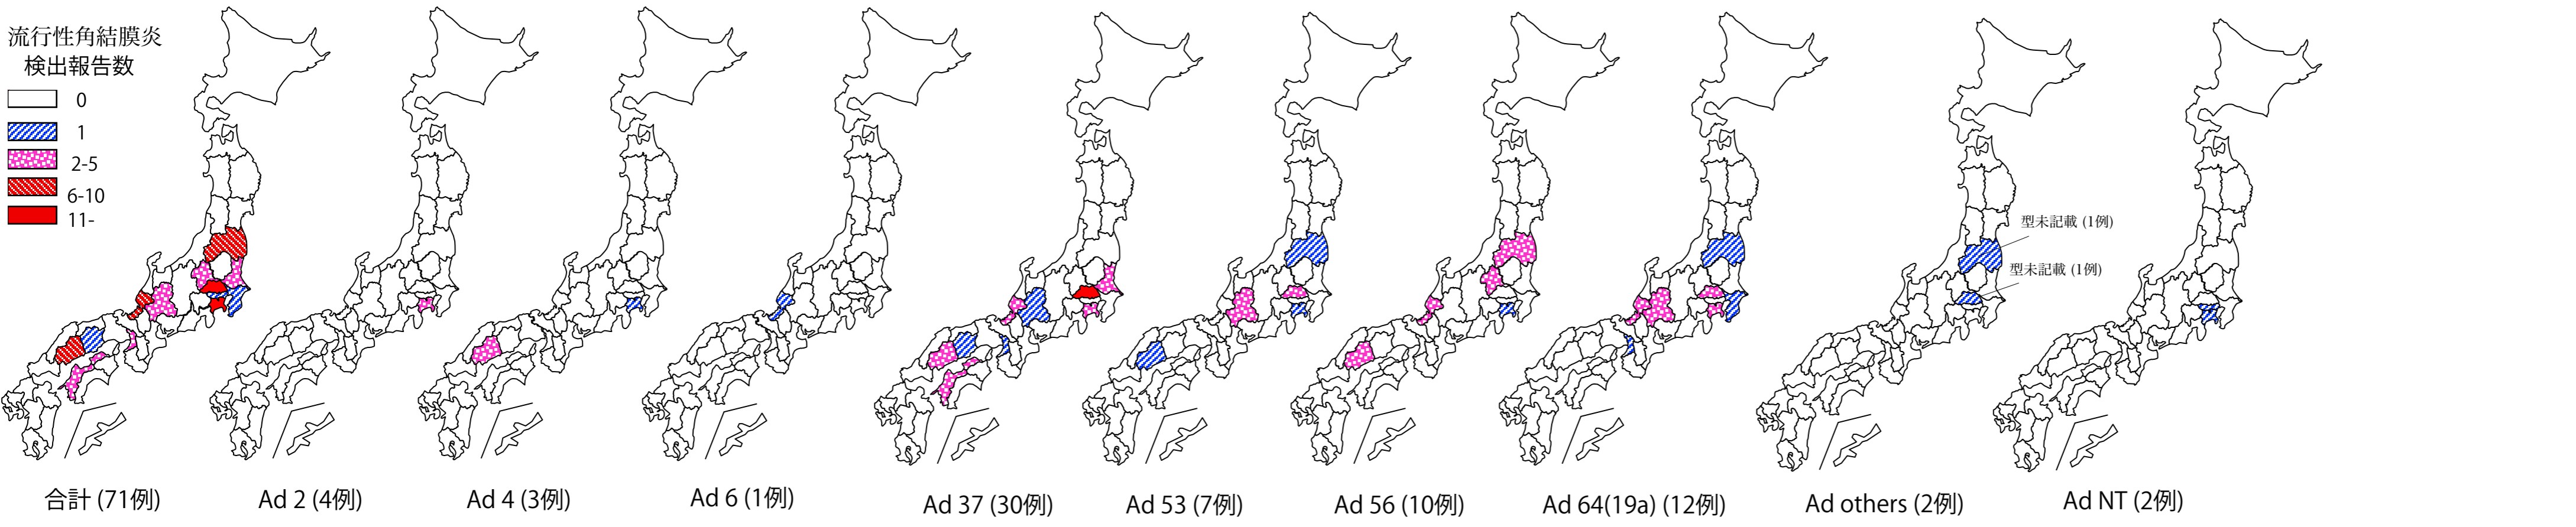 流行性角結膜炎
検出報告数
0
1
2-5
6-10
11-
型未記載 (1例)
型未記載 (1例)
合計 (71例)
Ad 2 (4例)
Ad 4 (3例)
Ad 6 (1例)
Ad 37 (30例)
Ad 53 (7例)
Ad 56 (10例)
Ad 64(19a) (12例)
Ad others (2例)
Ad NT (2例)